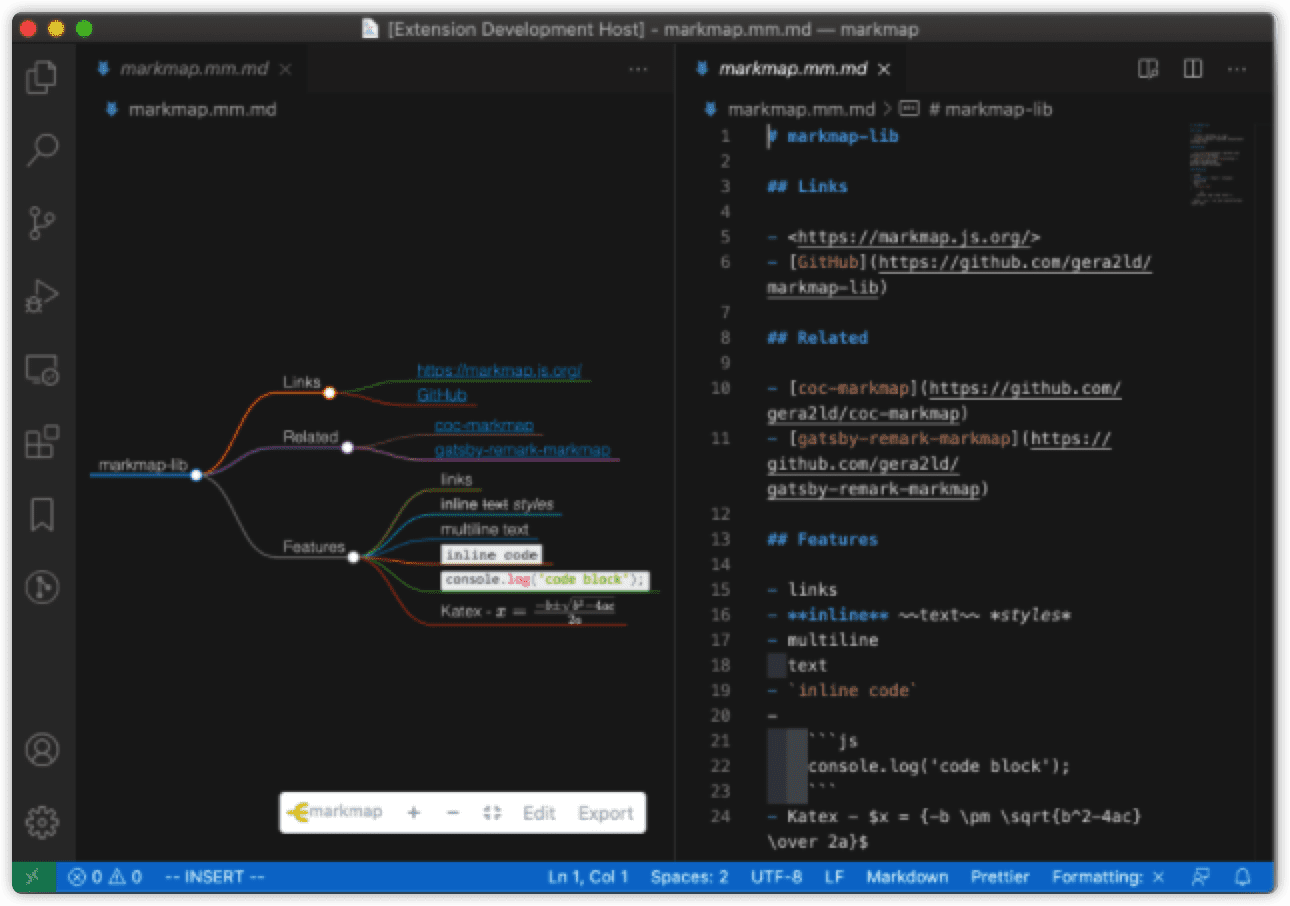 [Extension Development Host] - markmap.mm.md — markmap
markmap.mm.md
markmap.mm.md
Links
https://markmap.js.org/
GitHub
Related
coc-markmap
gatsby-remark-markmap
markmap-lib
links
inline text styles
multiline text
Features
inline code
console.log('code block');
Katex - x = −b±√b²−4ac / 2a
markmap + − Edit Export
markmap.mm.md
markmap.mm.md > # markmap-lib
1 # markmap-lib
2
3 ## Links
4
5 - <https://markmap.js.org/>
6 - [GitHub](https://github.com/gera2ld/
markmap-lib)
7
8 ## Related
9
10 - [coc-markmap](https://github.com/
gera2ld/coc-markmap)
11 - [gatsby-remark-markmap](https://
github.com/gera2ld/
gatsby-remark-markmap)
12
13 ## Features
14
15 - links
16 - **inline** ~~text~~ *styles*
17 - multiline
18 text
19 - `inline code`
20 -
21 ```js
22 console.log('code block');
23 ```
24 - Katex - $x = {-b \pm \sqrt{b^2-4ac}
\over 2a}$
0 0 -- INSERT -- Ln 1, Col 1 Spaces: 2 UTF-8 LF Markdown Prettier Formatting: ×